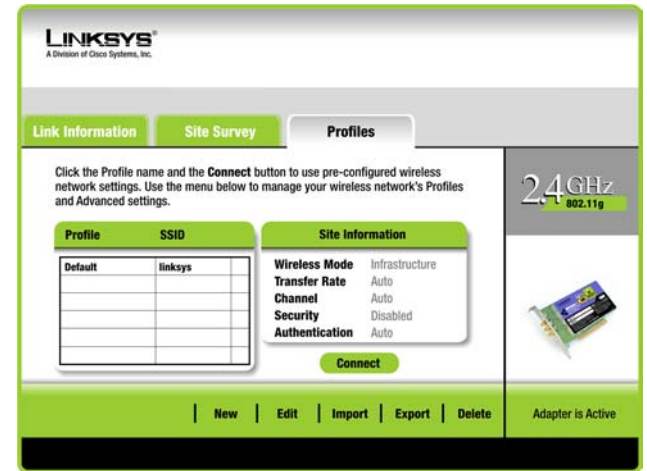 LINKSYS®
A Division of Cisco Systems, Inc.
Link Information
Site Survey
Profiles
Click the Profile name and the Connect button to use pre-configured wireless
network settings. Use the menu below to manage your wireless network's Profiles
and Advanced settings.
2.4GHz
802.11g
Profile SSID
Default linksys
Site Information
Wireless Mode Infrastructure
Transfer Rate Auto
Channel Auto
Security Disabled
Authentication Auto
Connect
New | Edit | Import | Export | Delete
Adapter is Active